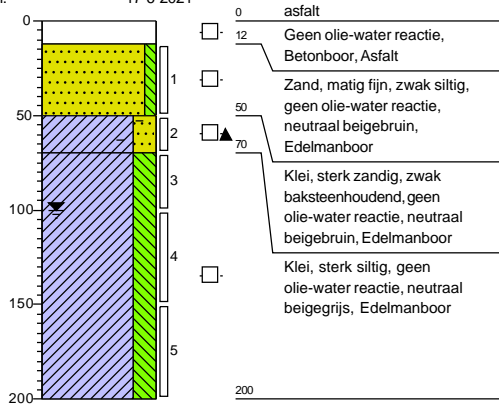 17-6-2021
0
50
100
150
200
1
2
3
4
5
0
asfalt
12
Geen olie-water reactie,
Betonboor, Asfalt
Zand, matig fijn, zwak siltig,
geen olie-water reactie,
neutraal beigebruin,
Edelmanboor
50
70
Klei, sterk zandig, zwak
baksteenhoudend, geen
olie-water reactie, neutraal
beigebruin, Edelmanboor
Klei, sterk siltig, geen
olie-water reactie, neutraal
beigegrijs, Edelmanboor
200